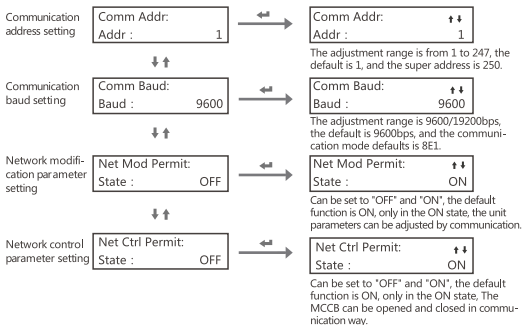 Communication
address setting
Comm Addr:
Addr : 1
Comm Addr:
Addr : 1
The adjustment range is from 1 to 247, the
default is 1, and the super address is 250.
Communication
baud setting
Comm Baud:
Baud : 9600
Comm Baud:
Baud : 9600
The adjustment range is 9600/19200bps,
the default is 9600bps, and the communi-
cation mode defaults is 8E1.
Network modifi-
cation parameter
setting
Net Mod Permit:
State : OFF
Net Mod Permit:
State : ON
Can be set to "OFF" and "ON", the default
function is ON, only in the ON state, the unit
parameters can be adjusted by communication.
Network control
parameter setting
Net Ctrl Permit:
State : OFF
Net Ctrl Permit:
State : ON
Can be set to "OFF" and "ON", the default
function is ON, only in the ON state, The
MCCB can be opened and closed in commu-
nication way.